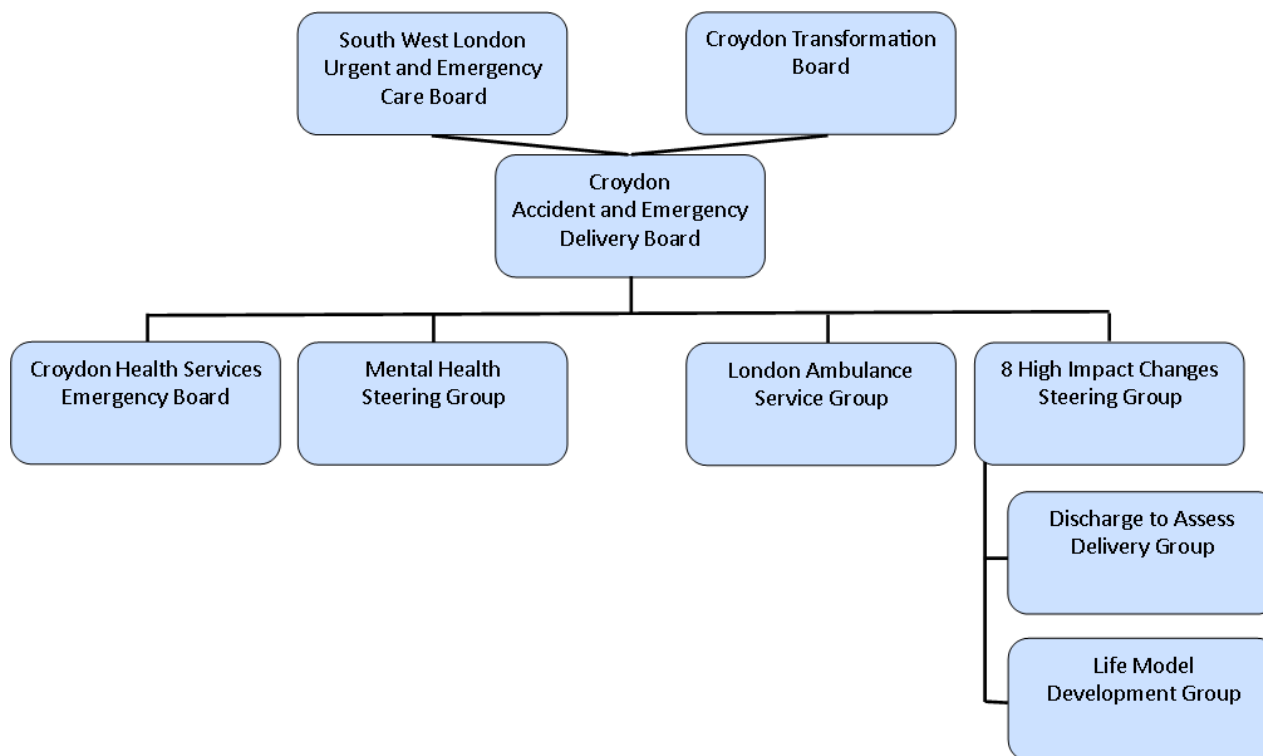 South West London
Urgent and Emergency
Care Board
Croydon Transformation
Board
Croydon
Accident and Emergency
Delivery Board
Croydon Health Services
Emergency Board
Mental Health
Steering Group
London Ambulance
Service Group
8 High Impact Changes
Steering Group
Discharge to Assess
Delivery Group
Life Model
Development Group